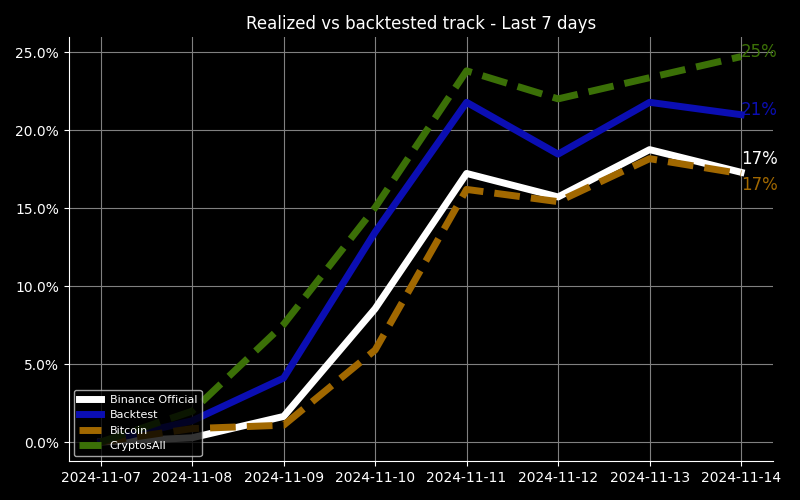 Realized vs backtested track - Last 7 days
25.0%
20.0%
15.0%
10.0%
5.0%
0.0%
25%
21%
17%
17%
Binance Official
Backtest
Bitcoin
CryptosAll
2024-11-07 2024-11-08 2024-11-09 2024-11-10 2024-11-11 2024-11-12 2024-11-13 2024-11-14